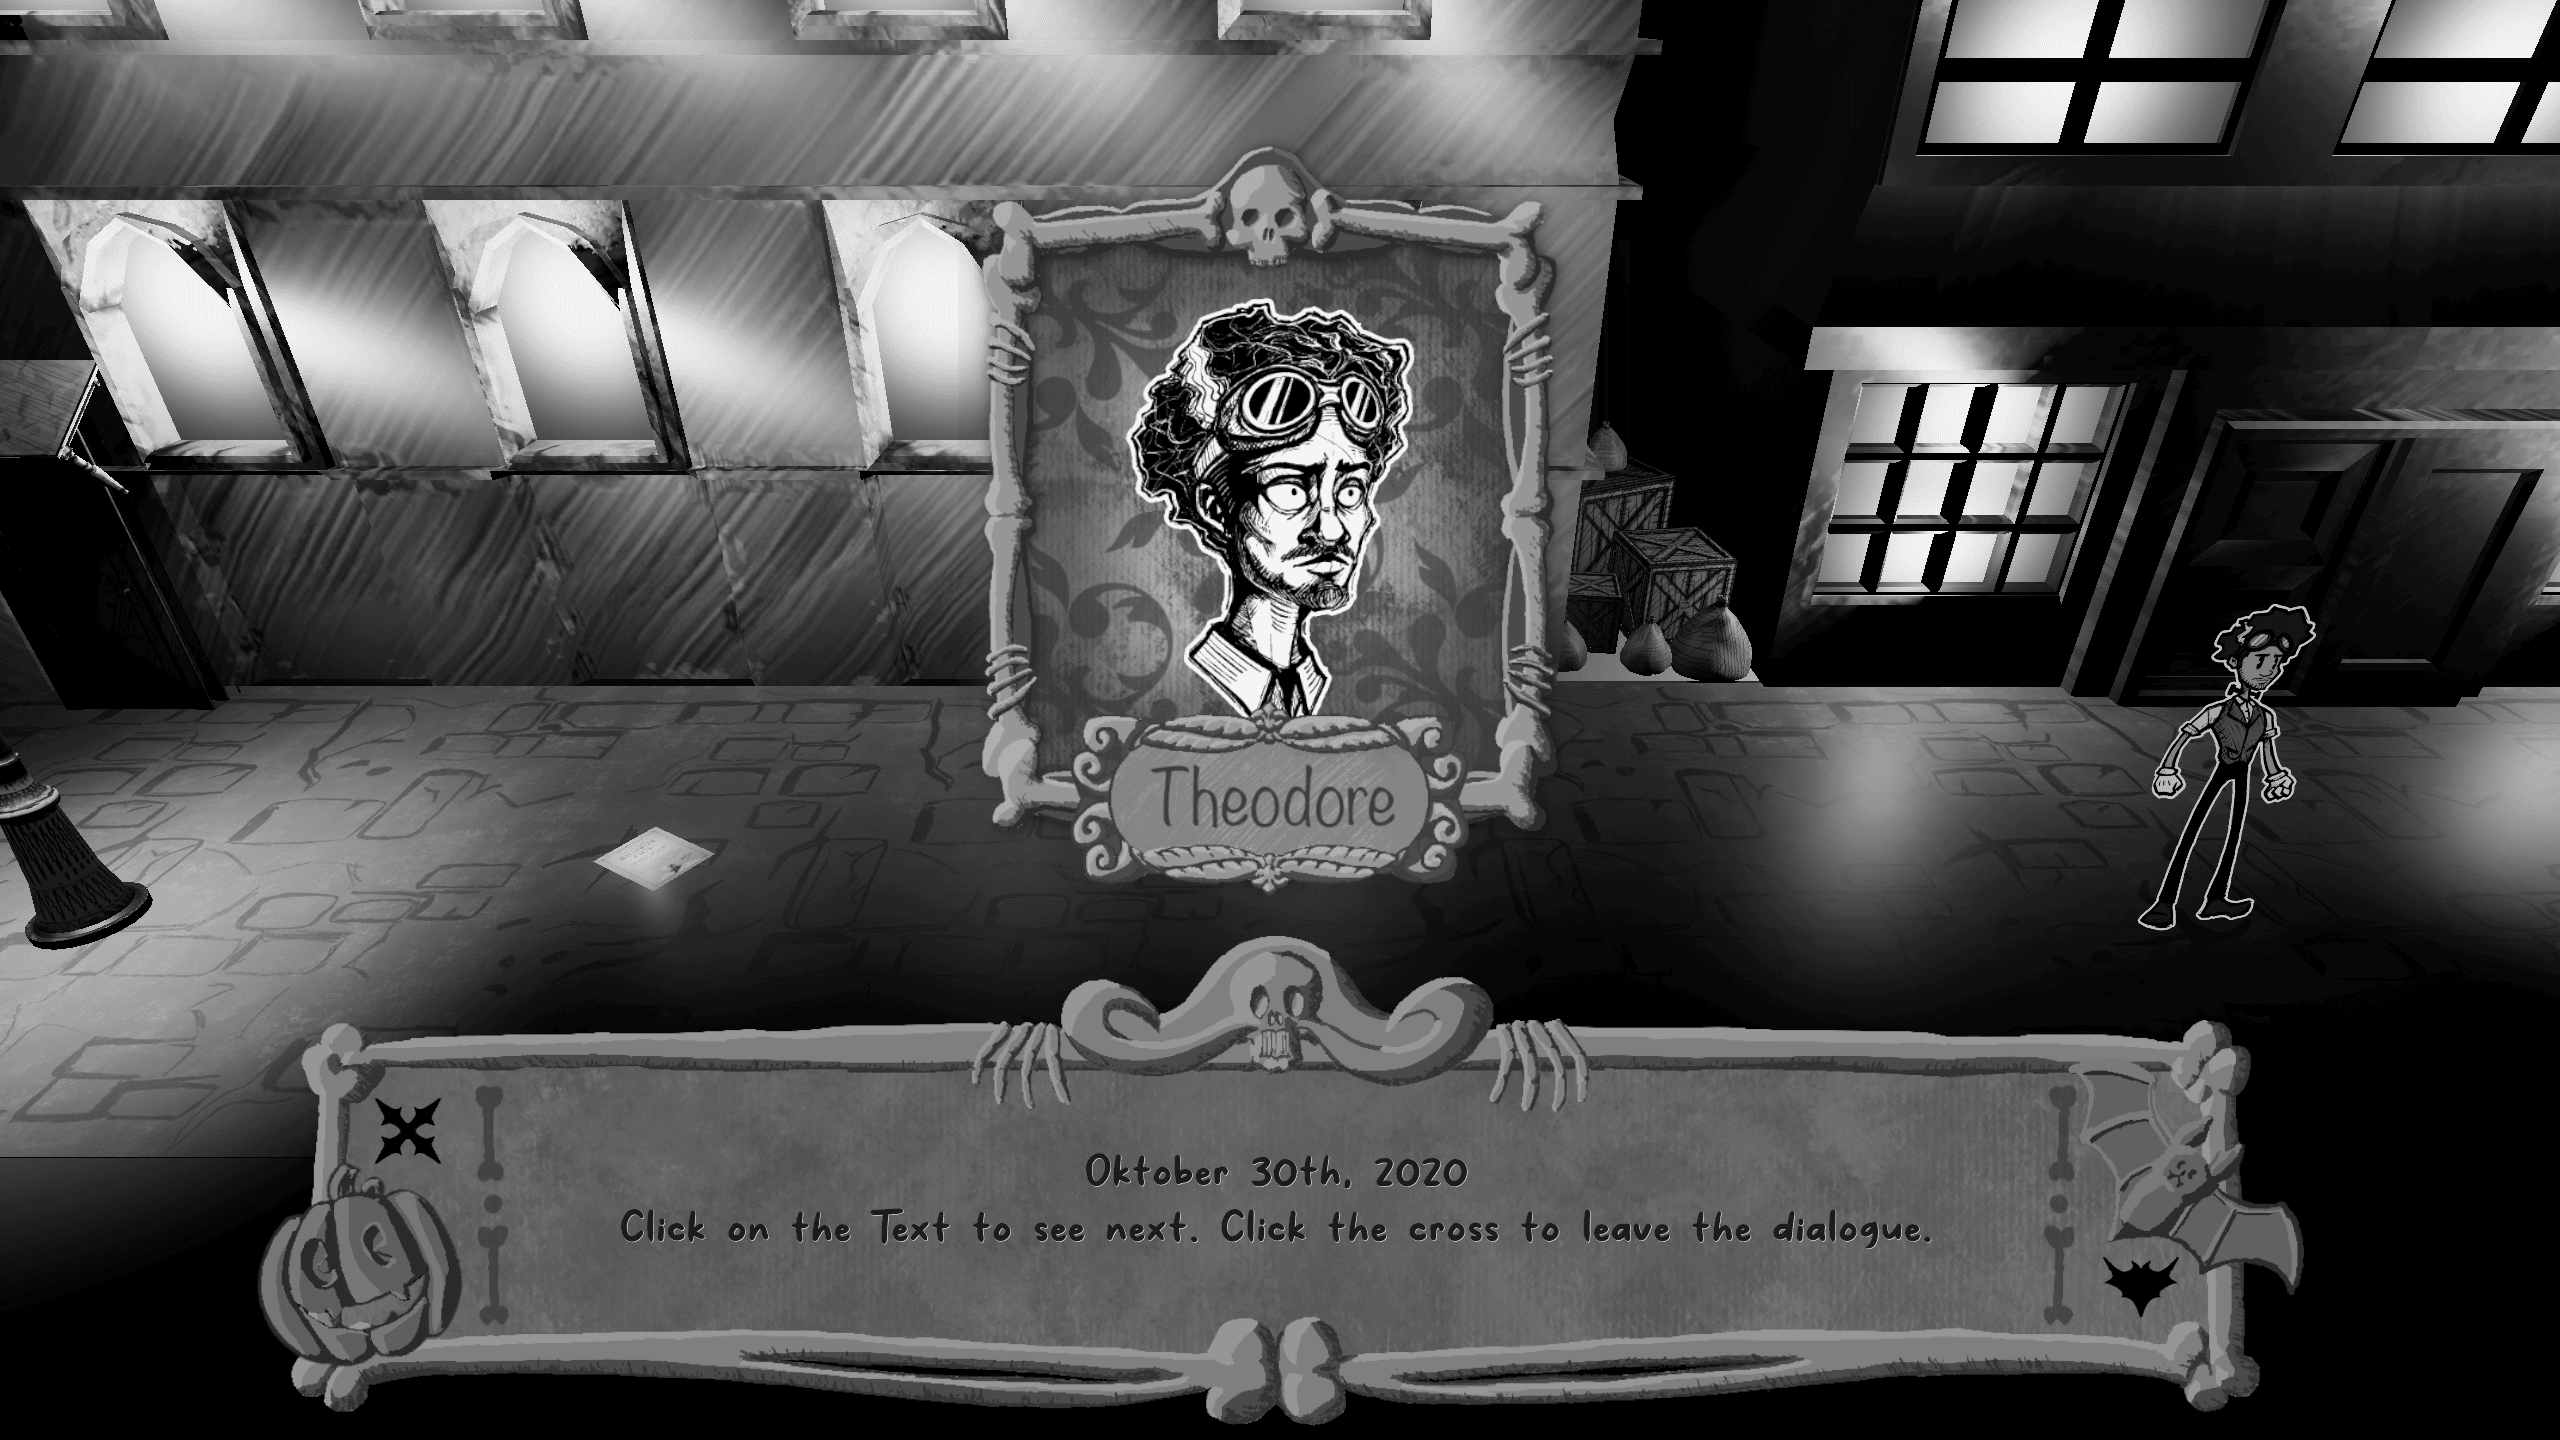 Theodore
Oktober 30th, 2020
Click on the Text to see next. Click the cross to leave the dialogue.